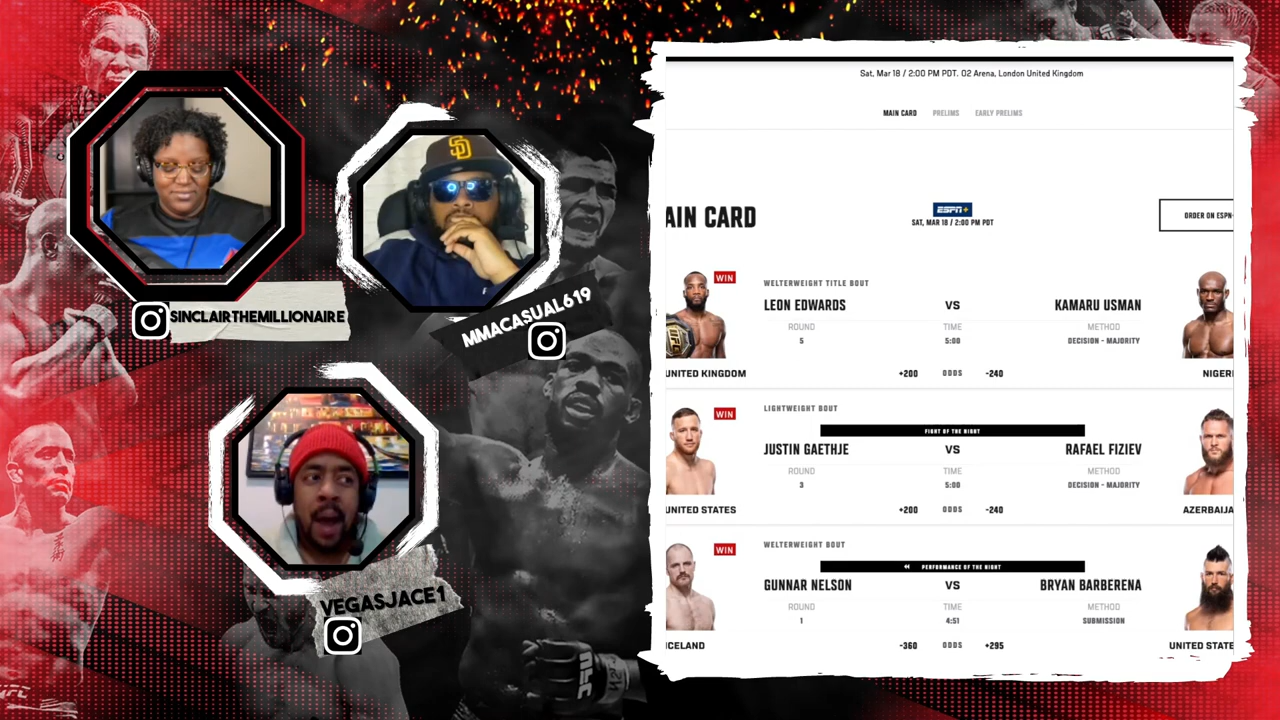 SINCLAIRTHEMILLIONAIRE
SD
MMACASUAL619
VEGASJACE1
UFC
Sat, Mar 18 / 2:00 PM PDT. O2 Arena, London United Kingdom
MAIN CARD PRELIMS EARLY PRELIMS
AIN CARD
ESPN+
SAT, MAR 18 / 2:00 PM PDT
ORDER ON ESPN+
WIN
WELTERWEIGHT TITLE BOUT
LEON EDWARDS VS KAMARU USMAN
ROUND TIME METHOD
5 5:00 DECISION - MAJORITY
UNITED KINGDOM +200 ODDS -240 NIGER
WIN
LIGHTWEIGHT BOUT
FIGHT OF THE NIGHT
JUSTIN GAETHJE VS RAFAEL FIZIEV
ROUND TIME METHOD
3 5:00 DECISION - MAJORITY
UNITED STATES +200 ODDS -240 AZERBAIJA
WIN
WELTERWEIGHT BOUT
PERFORMANCE OF THE NIGHT
GUNNAR NELSON VS BRYAN BARBERENA
ROUND TIME METHOD
1 4:51 SUBMISSION
ICELAND -360 ODDS +295 UNITED STATE